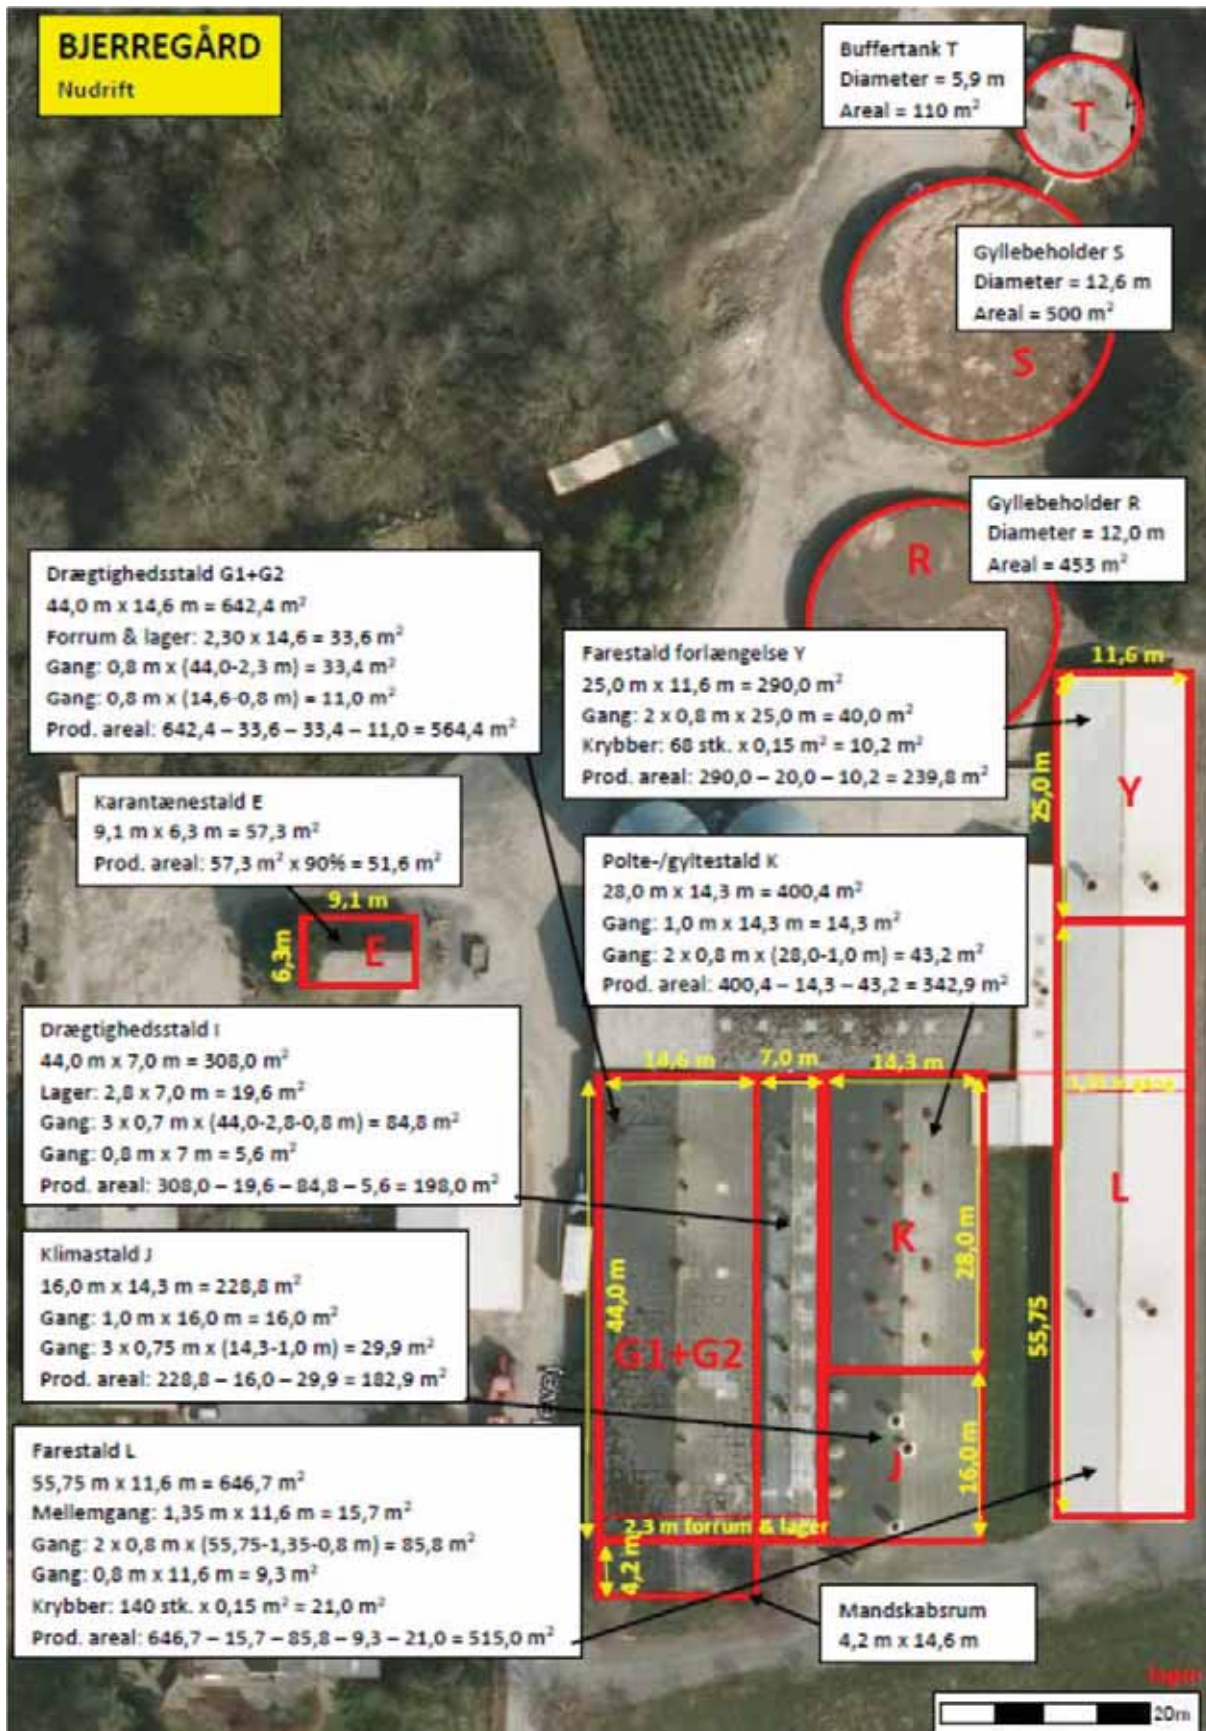 BJERREGÅRD
Nudrift
Buffertank T
Diameter = 5,9 m
Areal = 110 m²
T
Gyllebeholder S
Diameter = 12,6 m
Areal = 500 m²
S
Gyllebeholder R
Diameter = 12,0 m
Areal = 453 m²
R
Drægtighedsstald G1+G2
44,0 m x 14,6 m = 642,4 m²
Forrum & lager: 2,30 x 14,6 = 33,6 m²
Gang: 0,8 m x (44,0-2,3 m) = 33,4 m²
Gang: 0,8 m x (14,6-0,8 m) = 11,0 m²
Prod. areal: 642,4 – 33,6 – 33,4 – 11,0 = 564,4 m²
Farestald forlængelse Y
25,0 m x 11,6 m = 290,0 m²
Gang: 2 x 0,8 m x 25,0 m = 40,0 m²
Krybber: 68 stk. x 0,15 m² = 10,2 m²
Prod. areal: 290,0 – 20,0 – 10,2 = 239,8 m²
11,6 m
25,0 m
Y
Karantænestald E
9,1 m x 6,3 m = 57,3 m²
Prod. areal: 57,3 m² x 90% = 51,6 m²
9,1 m
6,3m
E
Polte-/gyltestald K
28,0 m x 14,3 m = 400,4 m²
Gang: 1,0 m x 14,3 m = 14,3 m²
Gang: 2 x 0,8 m x (28,0-1,0 m) = 43,2 m²
Prod. areal: 400,4 – 14,3 – 43,2 = 342,9 m²
Drægtighedsstald I
44,0 m x 7,0 m = 308,0 m²
Lager: 2,8 x 7,0 m = 19,6 m²
Gang: 3 x 0,7 m x (44,0-2,8-0,8 m) = 84,8 m²
Gang: 0,8 m x 7 m = 5,6 m²
Prod. areal: 308,0 – 19,6 – 84,8 – 5,6 = 198,0 m²
14,6 m
7,0 m
14,3 m
1,35 m gang
L
K
28,0 m
44,0 m
G1+G2
55,75
Klimastald J
16,0 m x 14,3 m = 228,8 m²
Gang: 1,0 m x 16,0 m = 16,0 m²
Gang: 3 x 0,75 m x (14,3-1,0 m) = 29,9 m²
Prod. areal: 228,8 – 16,0 – 29,9 = 182,9 m²
J
16,0 m
Farestald L
55,75 m x 11,6 m = 646,7 m²
Mellemgang: 1,35 m x 11,6 m = 15,7 m²
Gang: 2 x 0,8 m x (55,75-1,35-0,8 m) = 85,8 m²
Gang: 0,8 m x 11,6 m = 9,3 m²
Krybber: 140 stk. x 0,15 m² = 21,0 m²
Prod. areal: 646,7 – 15,7 – 85,8 – 9,3 – 21,0 = 515,0 m²
2,3 m forrum & lager
4,2 m
Mandskabsrum
4,2 m x 14,6 m
20m